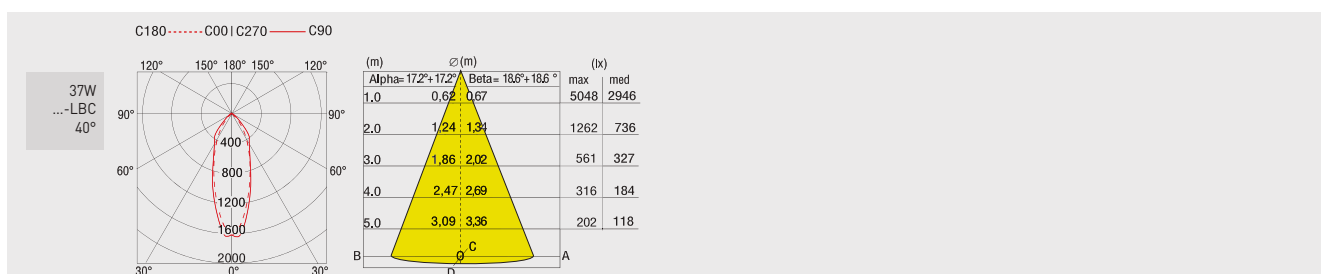 C180 C00 | C270 C90
37W
...-LBC
40°
120° 150° 180° 150° 120°
90° 90°
60° 60°
30° 0° 30°
400
800
1200
1600
2000
(m) ∅(m) (lx)
Alpha= 17.2°+17.2° Beta= 18.6°+18.6 ° max med
1.0 0,62 0,67 5048 2946
2.0 1,24 1,34 1262 736
3.0 1,86 2,02 561 327
4.0 2,47 2,69 316 184
5.0 3,09 3,36 202 118
B C A
D